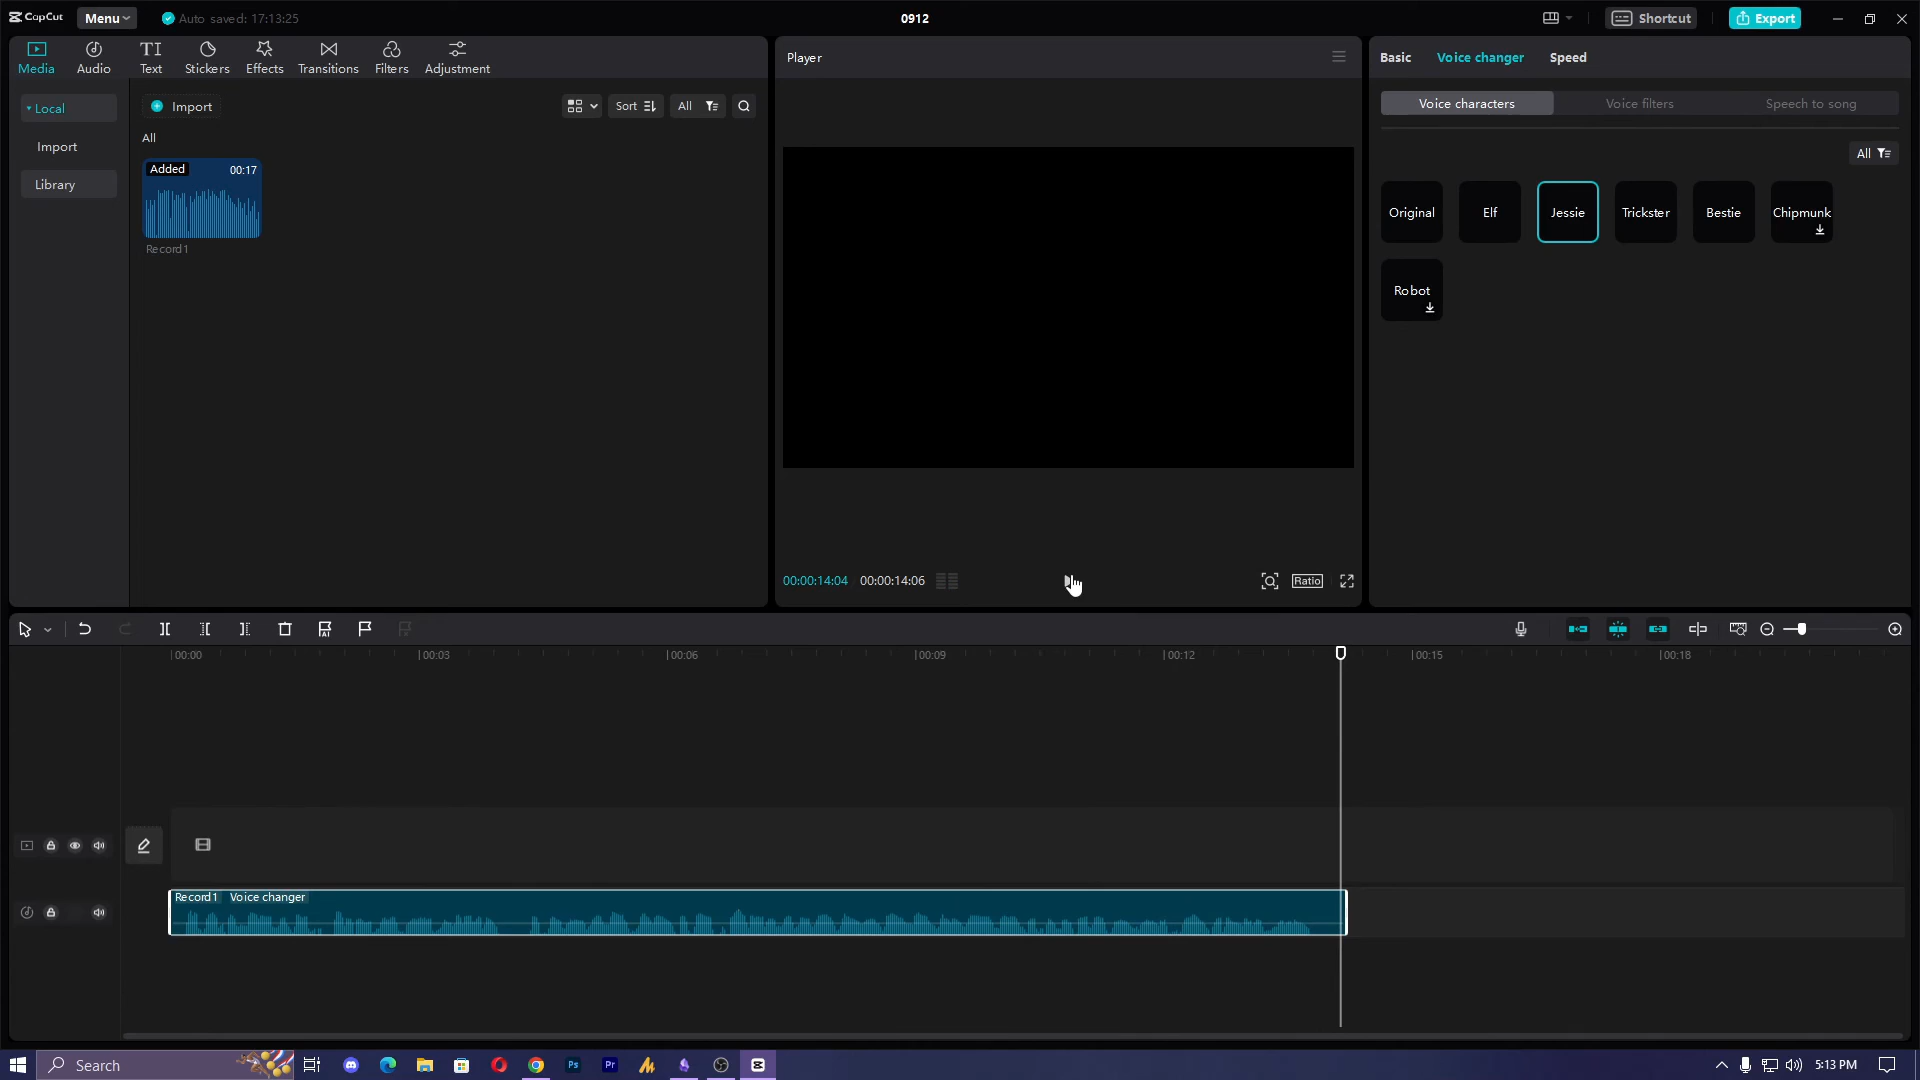 CapCut
Menu
Auto saved: 17:13:25
0912
Shortcut
Export
Media
Audio
TI
Text
Stickers
Effects
Transitions
Filters
Adjustment
Local
Import
Library
Import
Sort
All
All
Added
00:17
Record1
Player
00:00:14:04
00:00:14:06
Ratio
Basic
Voice changer
Speed
Voice characters
Voice filters
Speech to song
All
Original
Elf
Jessie
Trickster
Bestie
Chipmunk
Robot
00:00
00:03
00:06
00:09
00:12
00:15
00:18
Record1
Voice changer
Search
Ps
Pr
5:13 PM